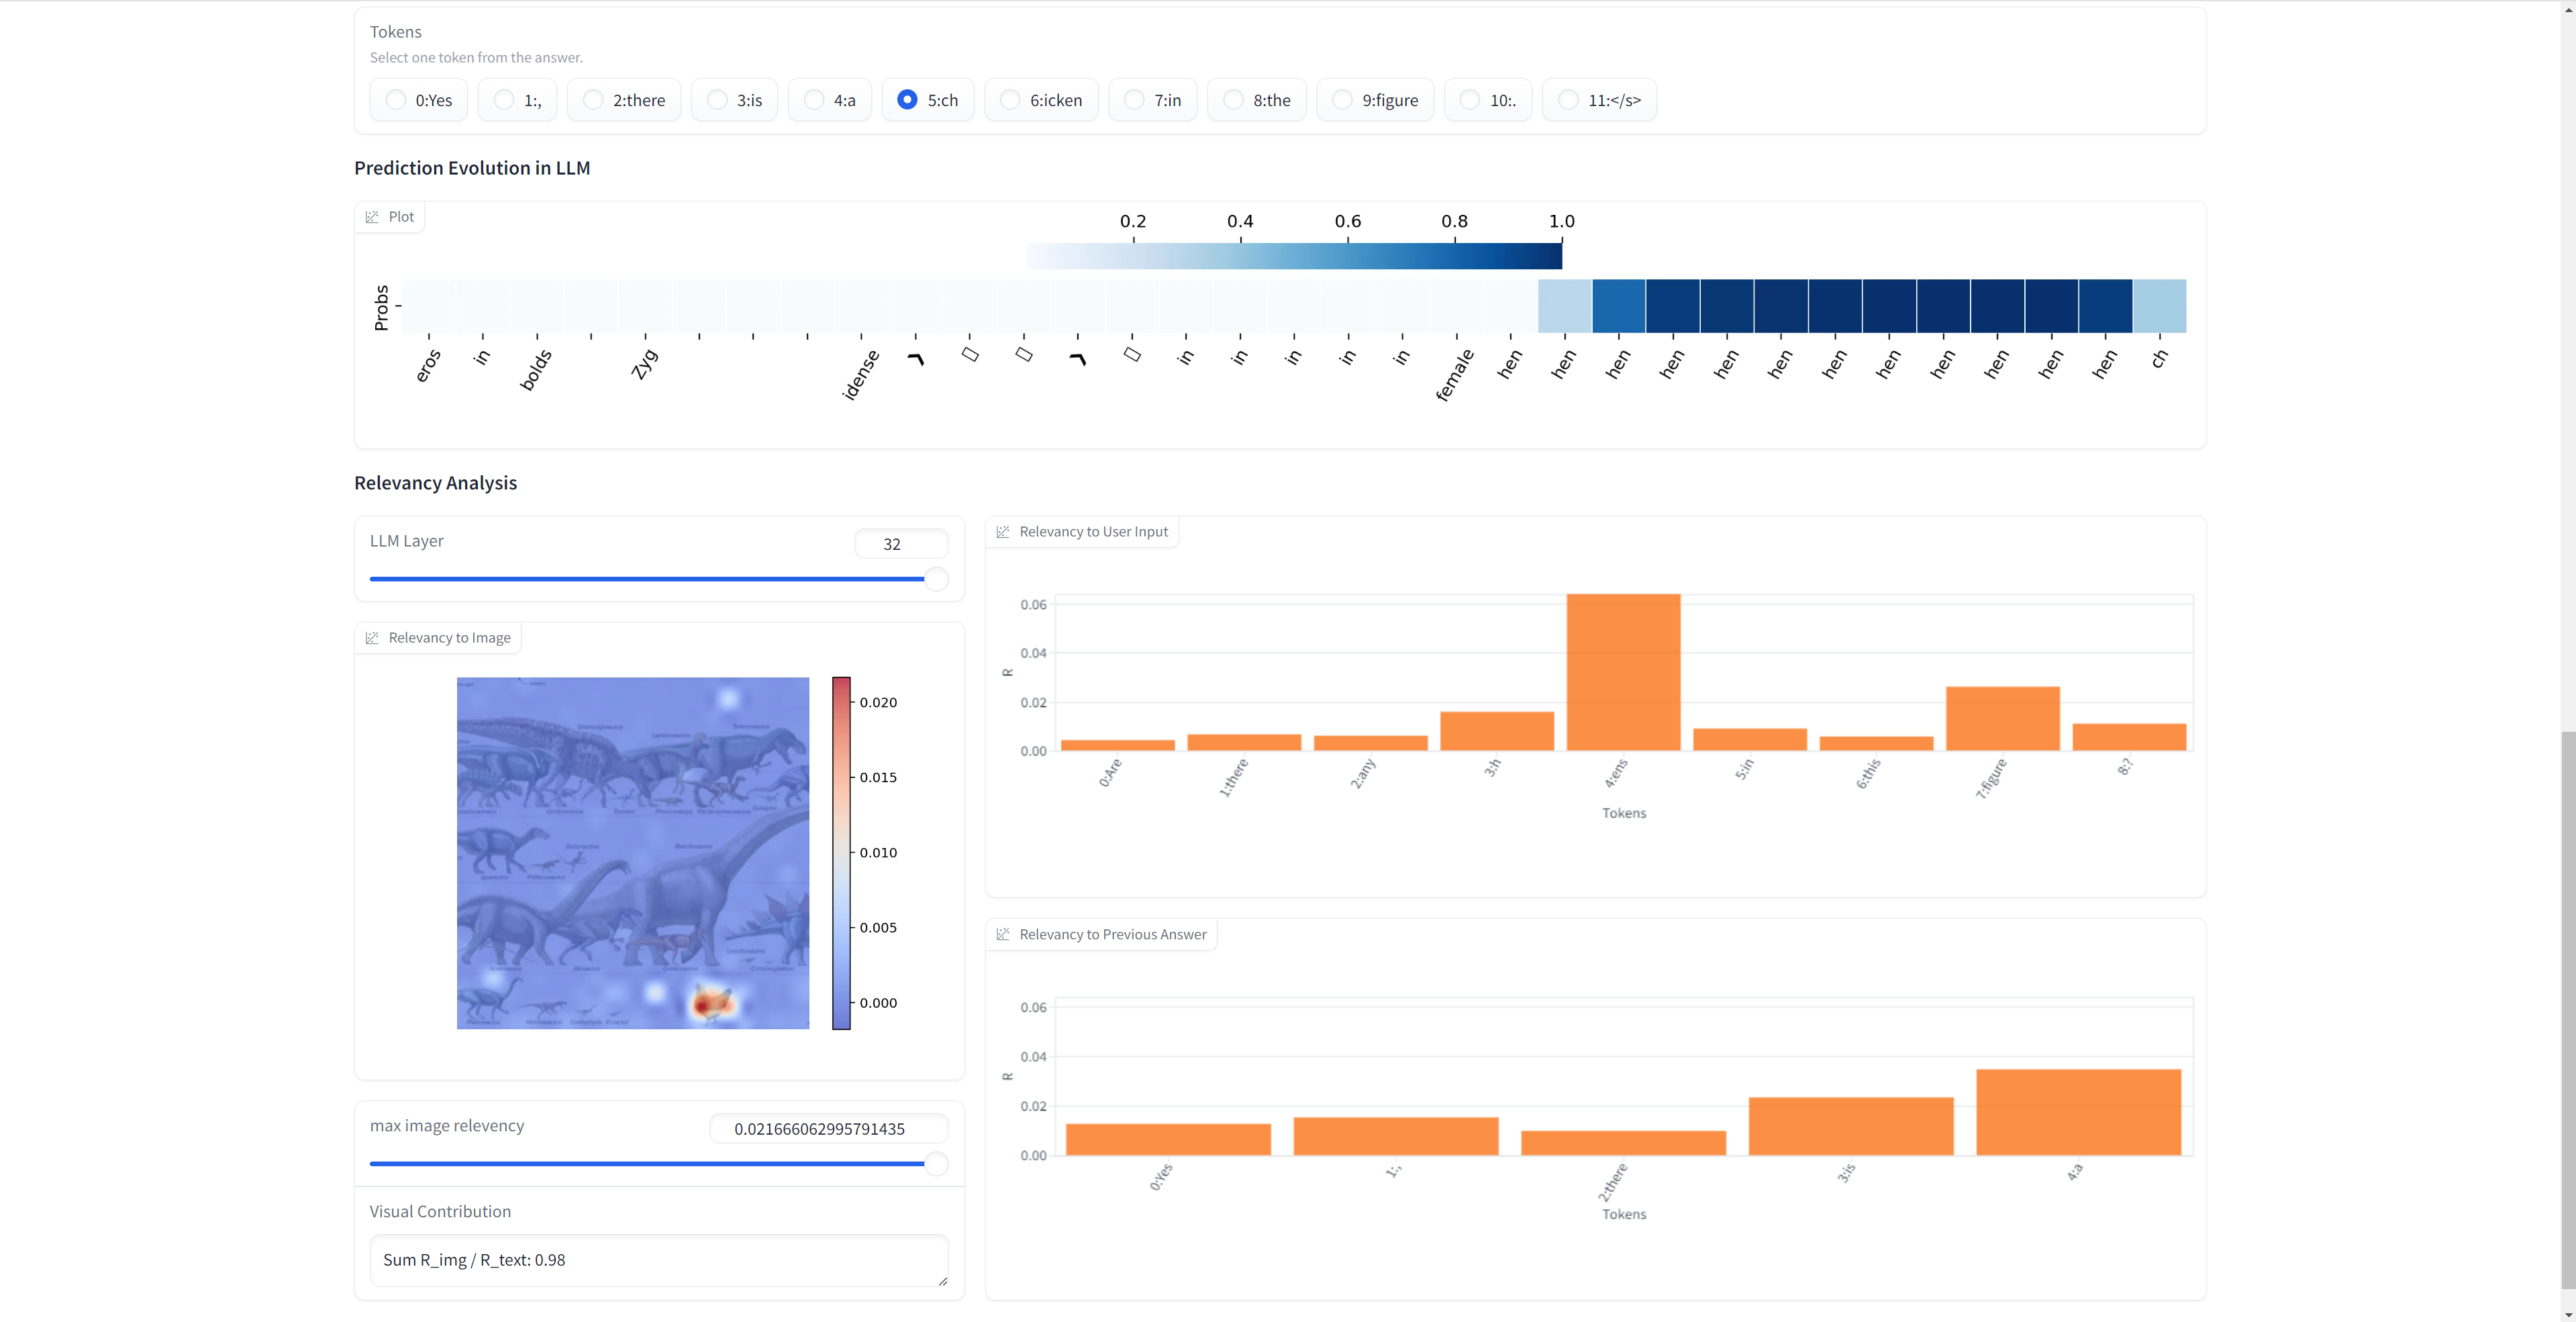 Tokens
Select one token from the answer.
0:Yes 1:, 2:there 3:is 4:a 5:ch 6:icken 7:in 8:the 9:figure 10:. 11:</s>
Prediction Evolution in LLM
Plot
0.2 0.4 0.6 0.8 1.0
Probs
eros in bolds Zyg idense in in in in in female hen hen hen hen hen hen hen hen hen hen hen hen ch
Relevancy Analysis
LLM Layer
32
Relevancy to Image
0.020
0.015
0.010
0.005
0.000
max image relevency
0.021666062995791435
Visual Contribution
Sum R_img / R_text: 0.98
Relevancy to User Input
0.06
0.04
0.02
0.00
R
0:Are 1:there 2:any 3:h 4:ens 5:in 6:this 7:figure 8:?
Tokens
Relevancy to Previous Answer
0.06
0.04
0.02
0.00
R
0:Yes 1:, 2:there 3:is 4:a
Tokens